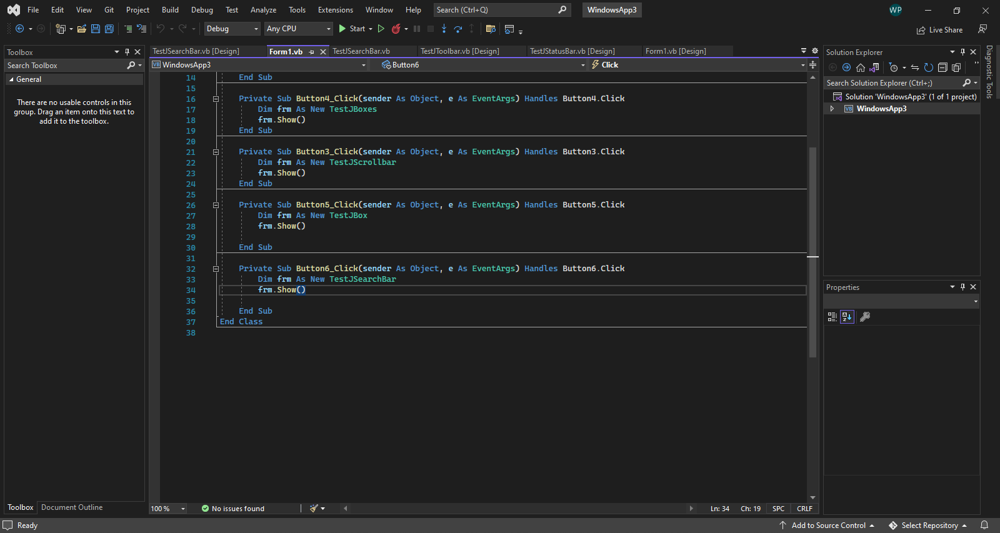 File Edit View Git Project Build Debug Test Analyze Tools Extensions Window Help Search (Ctrl+Q) WindowsApp3 WP
Debug Any CPU Start Live Share
Toolbox
Search Toolbox
General
There are no usable controls in this
group. Drag an item onto this text to
add it to the toolbox.
Toolbox Document Outline
TestJSearchBar.vb [Design] Form1.vb TestJSearchBar.vb TestJToolbar.vb [Design] TestJStatusBar.vb [Design] Form1.vb [Design]
VB WindowsApp3 Button6 Click
14 End Sub
15
16 Private Sub Button4_Click(sender As Object, e As EventArgs) Handles Button4.Click
17 Dim frm As New TestJBoxes
18 frm.Show()
19 End Sub
20
21 Private Sub Button3_Click(sender As Object, e As EventArgs) Handles Button3.Click
22 Dim frm As New TestJScrollbar
23 frm.Show()
24 End Sub
25
26 Private Sub Button5_Click(sender As Object, e As EventArgs) Handles Button5.Click
27 Dim frm As New TestJBox
28 frm.Show()
29
30 End Sub
31
32 Private Sub Button6_Click(sender As Object, e As EventArgs) Handles Button6.Click
33 Dim frm As New TestJSearchBar
34 frm.Show()
35
36 End Sub
37 End Class
38
100 % No issues found Ln: 34 Ch: 19 SPC CRLF
Solution Explorer
Search Solution Explorer (Ctrl+;)
Solution 'WindowsApp3' (1 of 1 project)
VB WindowsApp3
Properties
Diagnostic Tools
Ready Add to Source Control Select Repository